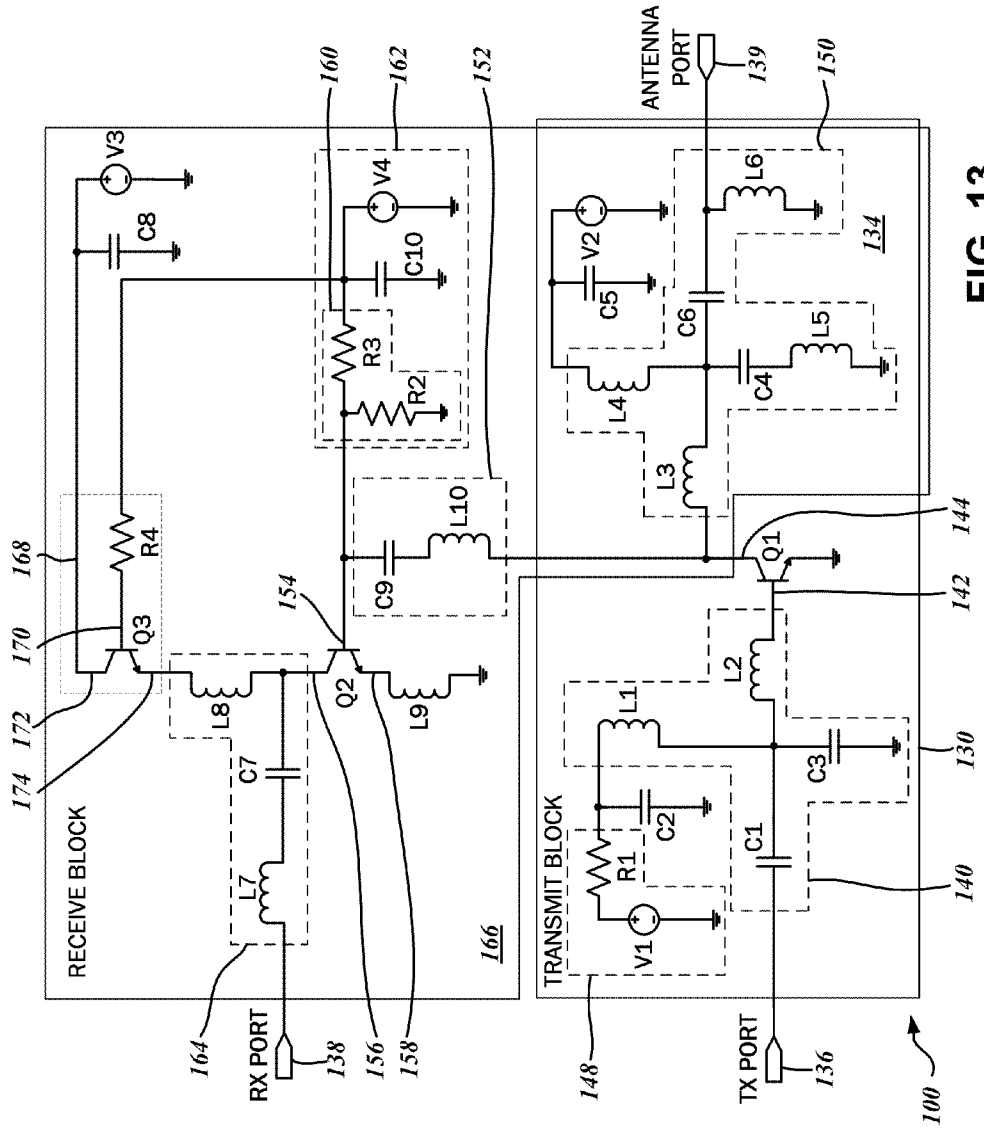 RECEIVE BLOCK
172
168
170
174
Q3
R4
C8
V3
160
162
152
L8
RX PORT
138
164
L7
C7
156
158
154
Q2
L9
C9
L10
R2
R3
C10
V4
166
TRANSMIT BLOCK
148
V1
R1
C2
L1
TX PORT
136
C1
C3
L2
140
130
142
144
Q1
L3
L4
C5
V2
C4
L5
C6
L6
134
150
ANTENNA
PORT
139
100
FIG. 13